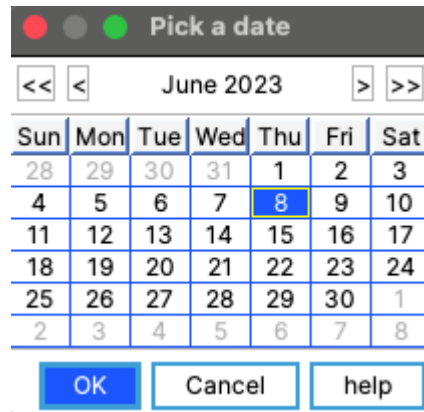 Pick a date
<< < June 2023 > >>
Sun Mon Tue Wed Thu Fri Sat
28 29 30 31 1 2 3
4 5 6 7 8 9 10
11 12 13 14 15 16 17
18 19 20 21 22 23 24
25 26 27 28 29 30 1
2 3 4 5 6 7 8
OK Cancel help